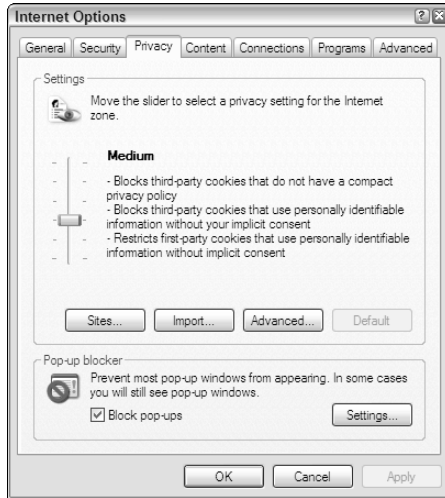 Internet Options
General Security Privacy Content Connections Programs Advanced
Settings
Move the slider to select a privacy setting for the Internet
zone.
Medium
- Blocks third-party cookies that do not have a compact
privacy policy
- Blocks third-party cookies that use personally identifiable
information without your implicit consent
- Restricts first-party cookies that use personally identifiable
information without implicit consent
Sites... Import... Advanced... Default
Pop-up blocker
Prevent most pop-up windows from appearing. In some cases
you will still see pop-up windows.
Block pop-ups Settings...
OK Cancel Apply